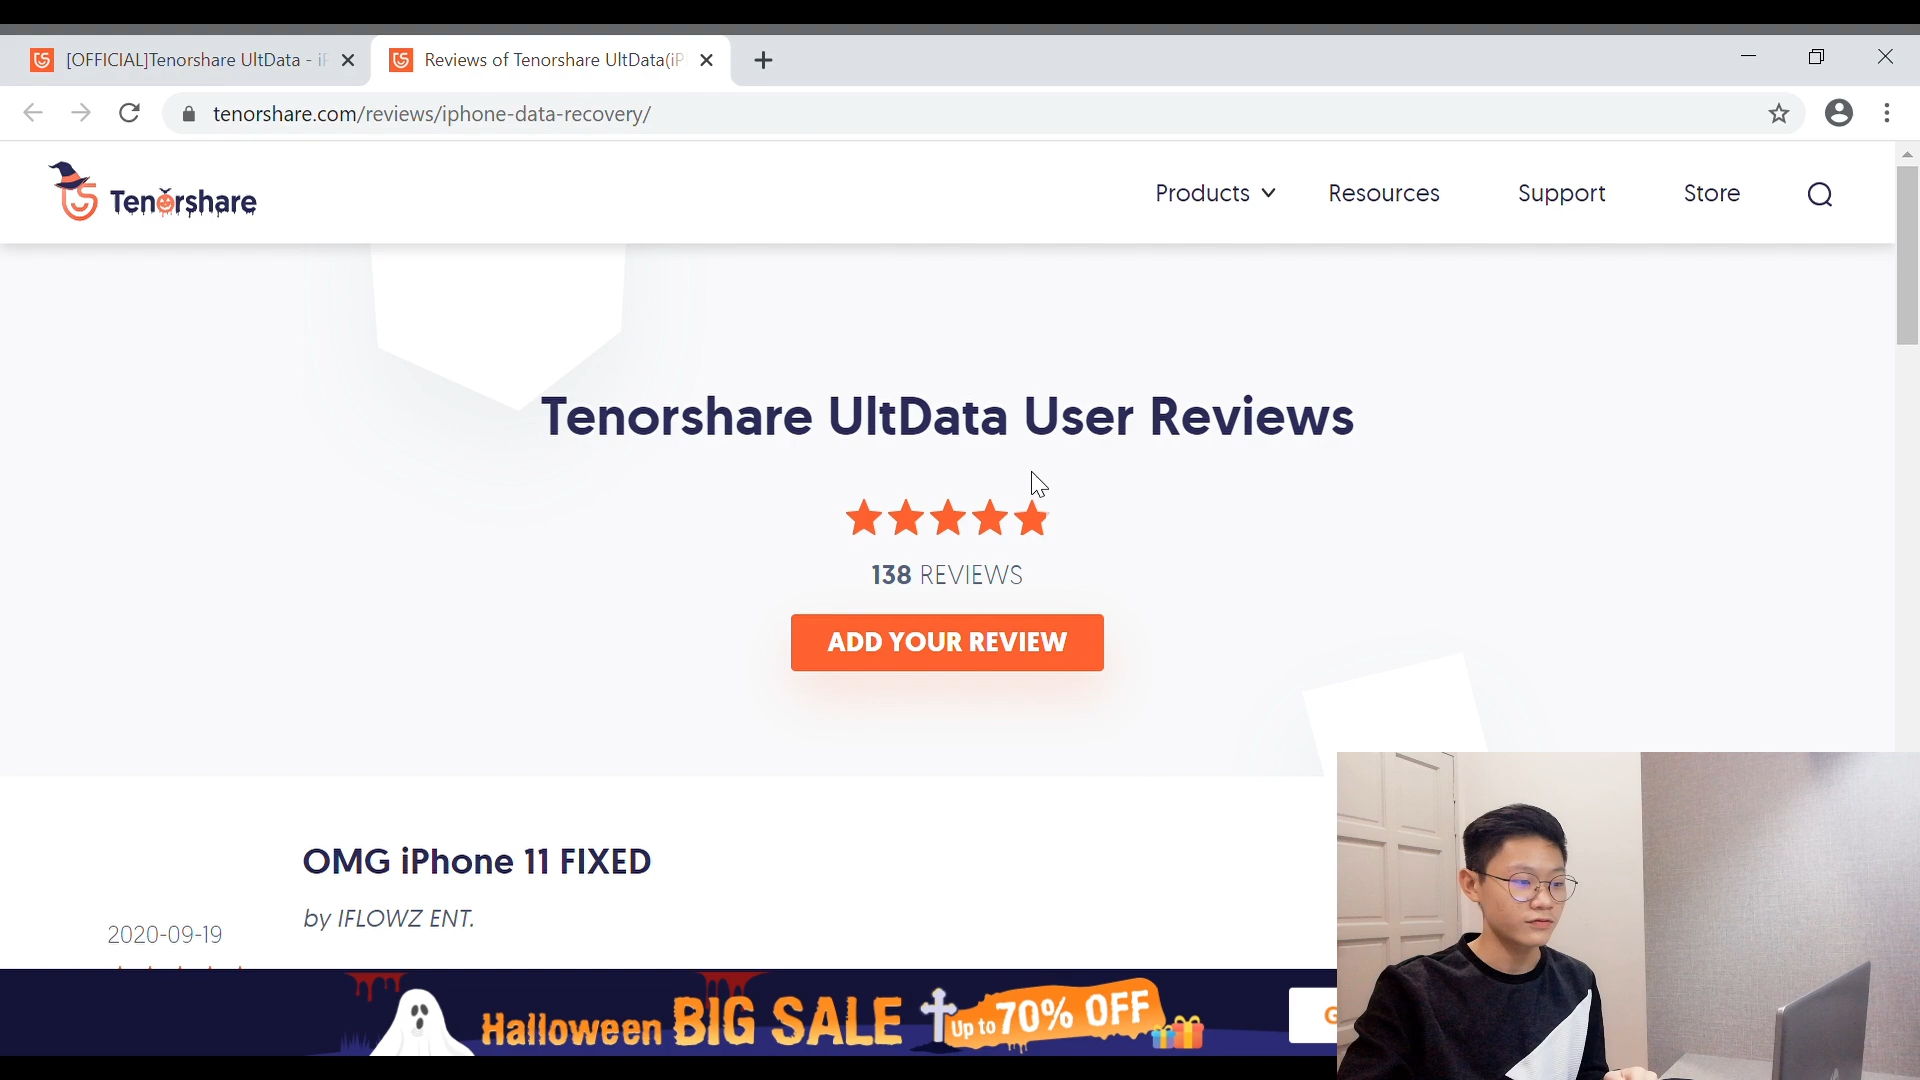 [OFFICIAL]Tenorshare UltData - iP
Reviews of Tenorshare UltData(iP
tenorshare.com/reviews/iphone-data-recovery/
Tenorshare
Products
Resources
Support
Store
Tenorshare UltData User Reviews
138 REVIEWS
ADD YOUR REVIEW
OMG iPhone 11 FIXED
by IFLOWZ ENT.
2020-09-19
Halloween BIG SALE Up to 70% OFF